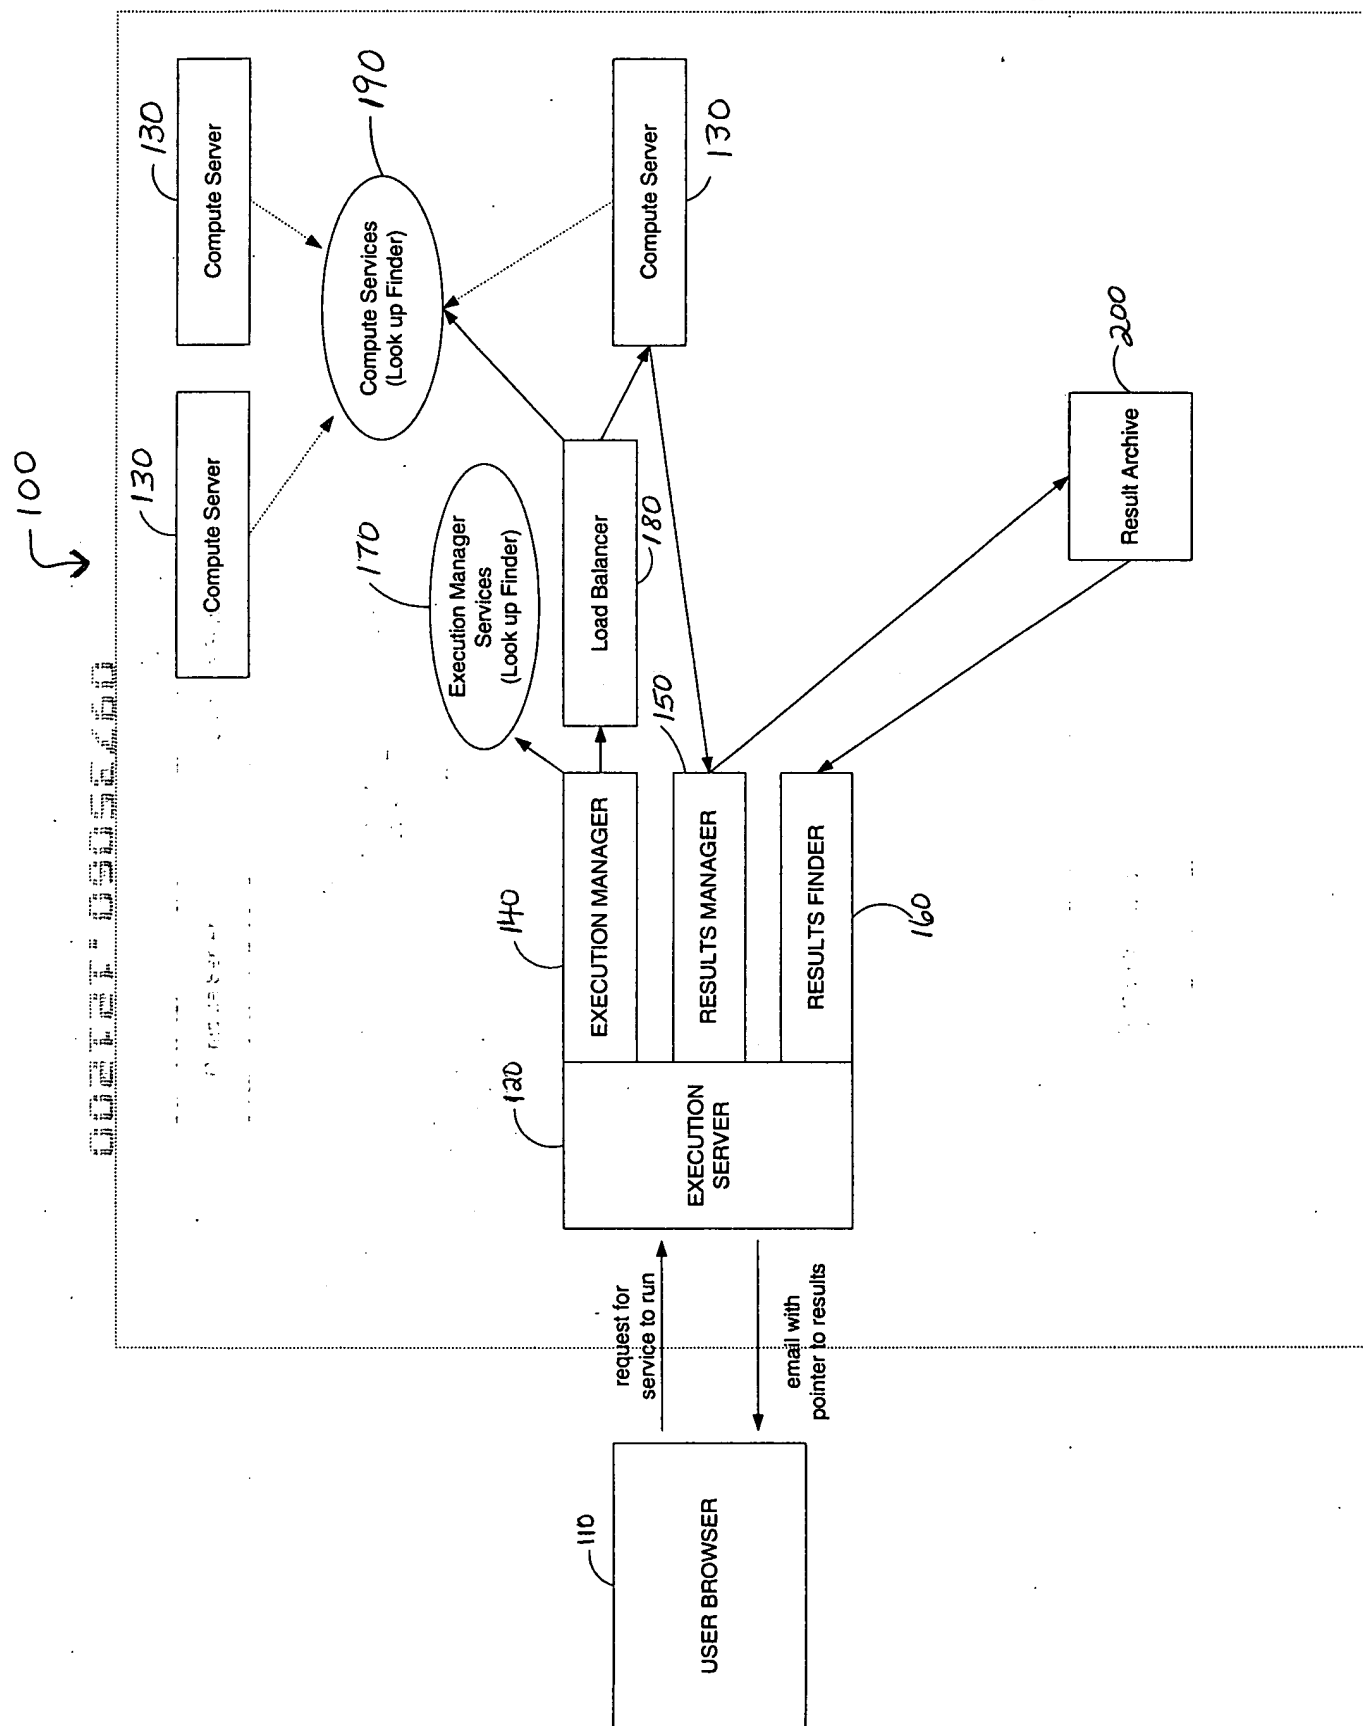 100
130
130
Compute Server
Compute Server
170
190
Compute Services
(Look up Finder)
Execution Manager
Services
(Look up Finder)
120
140
Load Balancer
180
EXECUTION MANAGER
110
request for
service to run
EXECUTION
SERVER
150
RESULTS MANAGER
Compute Server
130
USER BROWSER
email with
pointer to results
RESULTS FINDER
160
200
Result Archive
130